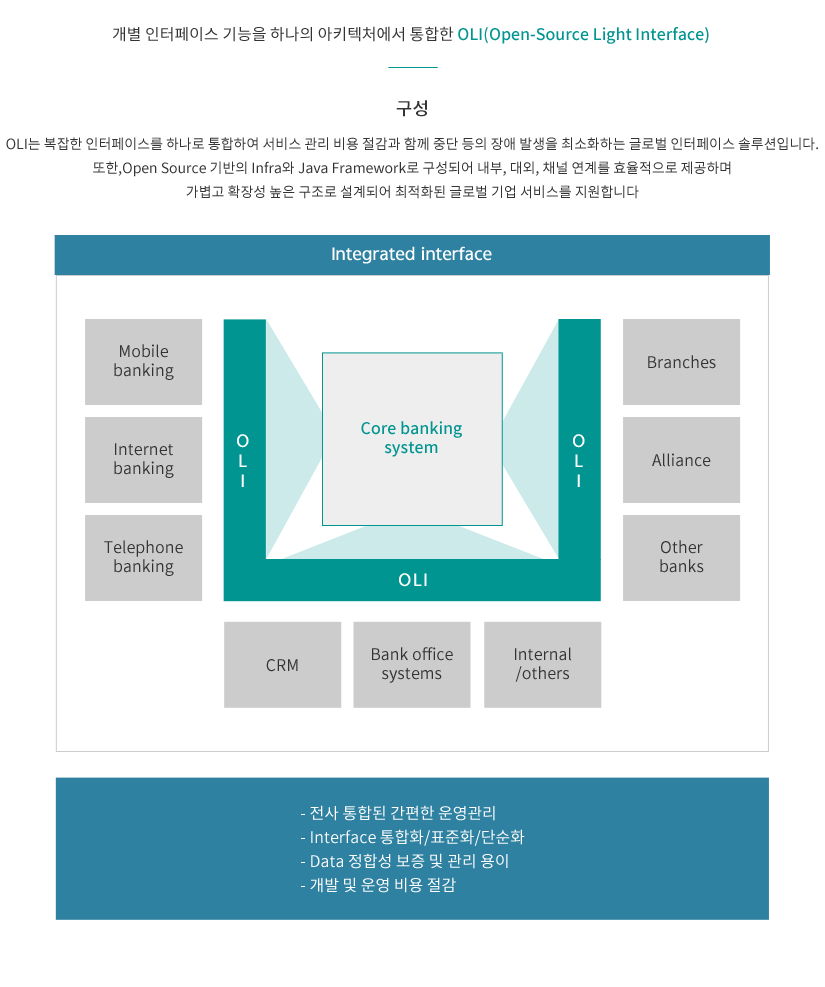 개별 인터페이스 기능을 하나의 아키텍처에서 통합한 OLI(Open-Source Light Interface)
구성
OLI는 복잡한 인터페이스를 하나로 통합하여 서비스 관리 비용 절감과 함께 중단 등의 장애 발생을 최소화하는 글로벌 인터페이스 솔루션입니다.
또한,Open Source 기반의 Infra와 Java Framework로 구성되어 내부, 대외, 채널 연계를 효율적으로 제공하며
가볍고 확장성 높은 구조로 설계되어 최적화된 글로벌 기업 서비스를 지원합니다
Integrated interface
Mobile
banking
Internet
banking
Telephone
banking
O
L
I
Core banking
system
O
L
I
OLI
Branches
Alliance
Other
banks
CRM
Bank office
systems
Internal
/others
- 전사 통합된 간편한 운영관리
- Interface 통합화/표준화/단순화
- Data 정합성 보증 및 관리 용이
- 개발 및 운영 비용 절감